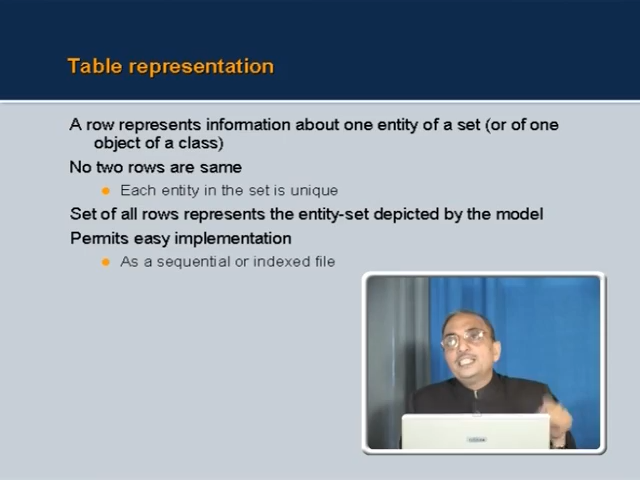 Table representation
A row represents information about one entity of a set (or of one
object of a class)
No two rows are same
Each entity in the set is unique
Set of all rows represents the entity-set depicted by the model
Permits easy implementation
As a sequential or indexed file